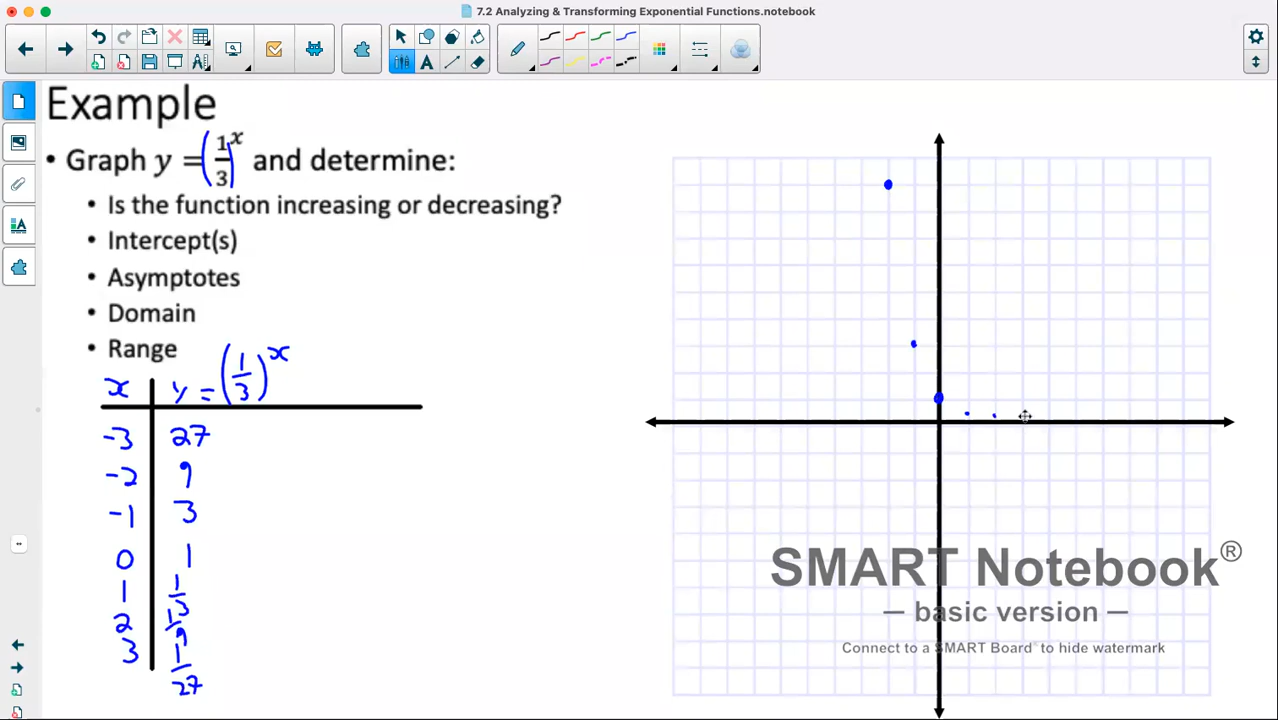 7.2 Analyzing & Transforming Exponential Functions.notebook
Example
• Graph y = (1/3)^x and determine:
• Is the function increasing or decreasing?
• Intercept(s)
• Asymptotes
• Domain
• Range
x y = (1/3)^x
-3 27
-2 9
-1 3
0 1
1 1/3
2 1/9
3 1/27
SMART Notebook®
— basic version —
Connect to a SMART Board® to hide watermark